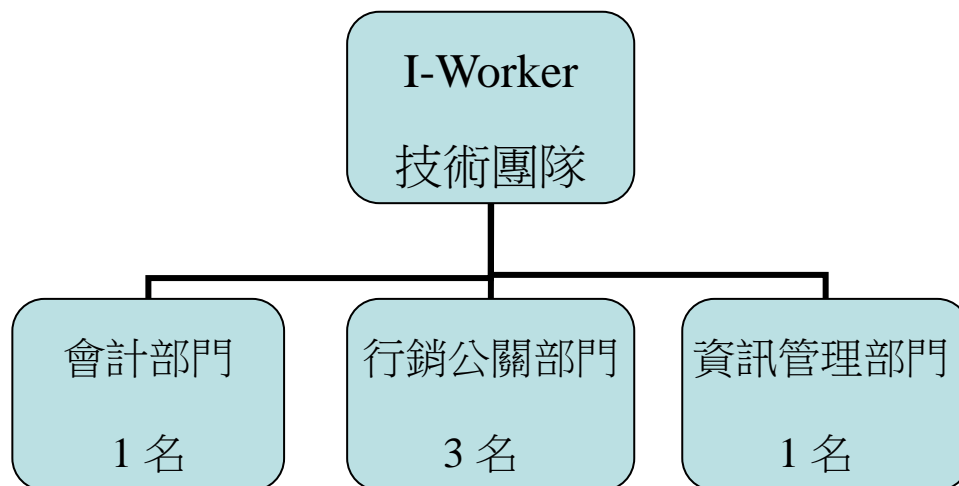 I-Worker
技術團隊
會計部門
1 名
行銷公關部門
3 名
資訊管理部門
1 名